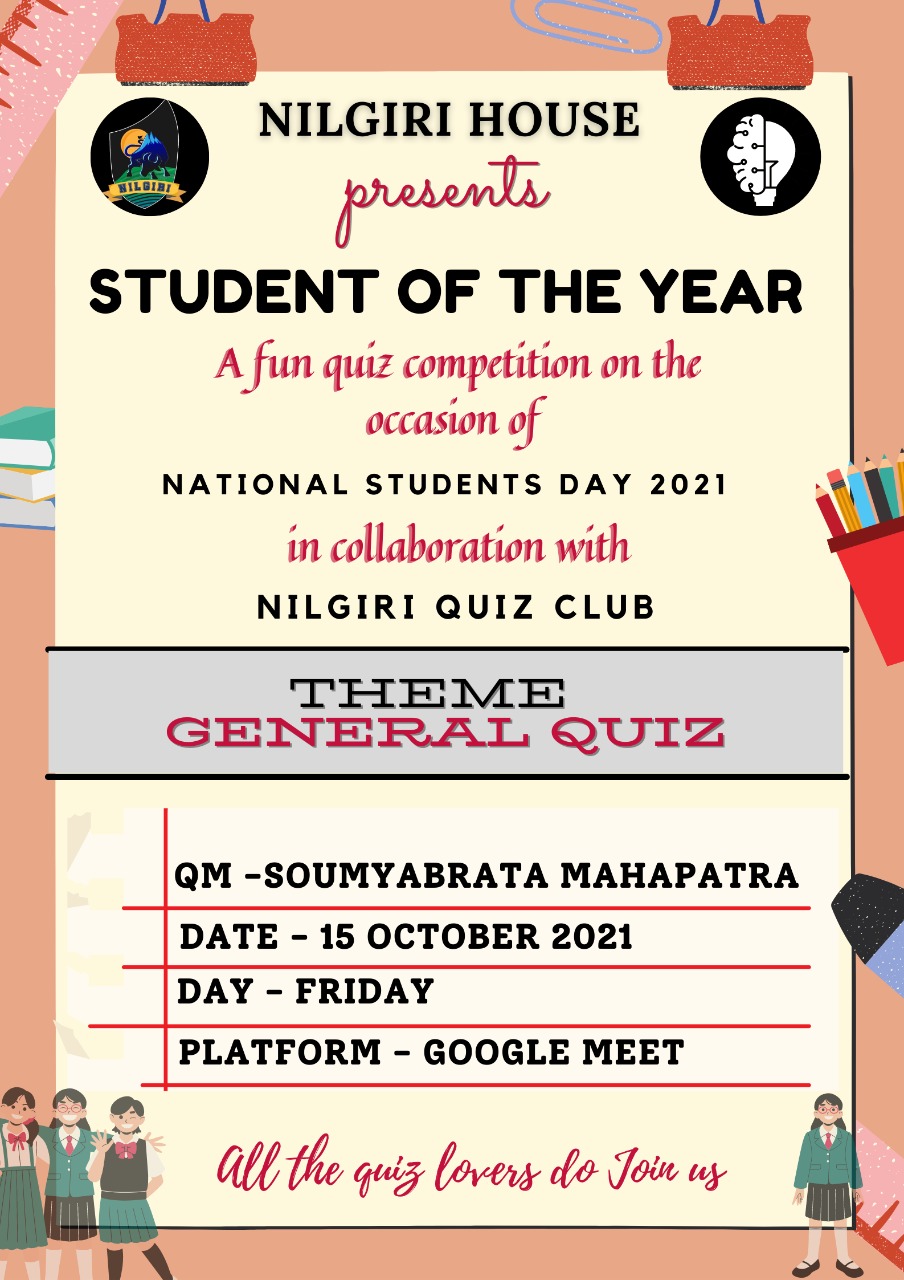 NILGIRI HOUSE
NILGIRI
presents
STUDENT OF THE YEAR
A fun quiz competition on the
occasion of
NATIONAL STUDENTS DAY 2021
in collaboration with
NILGIRI QUIZ CLUB
THEME
GENERAL QUIZ
QM -SOUMYABRATA MAHAPATRA
DATE - 15 OCTOBER 2021
DAY - FRIDAY
PLATFORM - GOOGLE MEET
All the quiz lovers do Join us